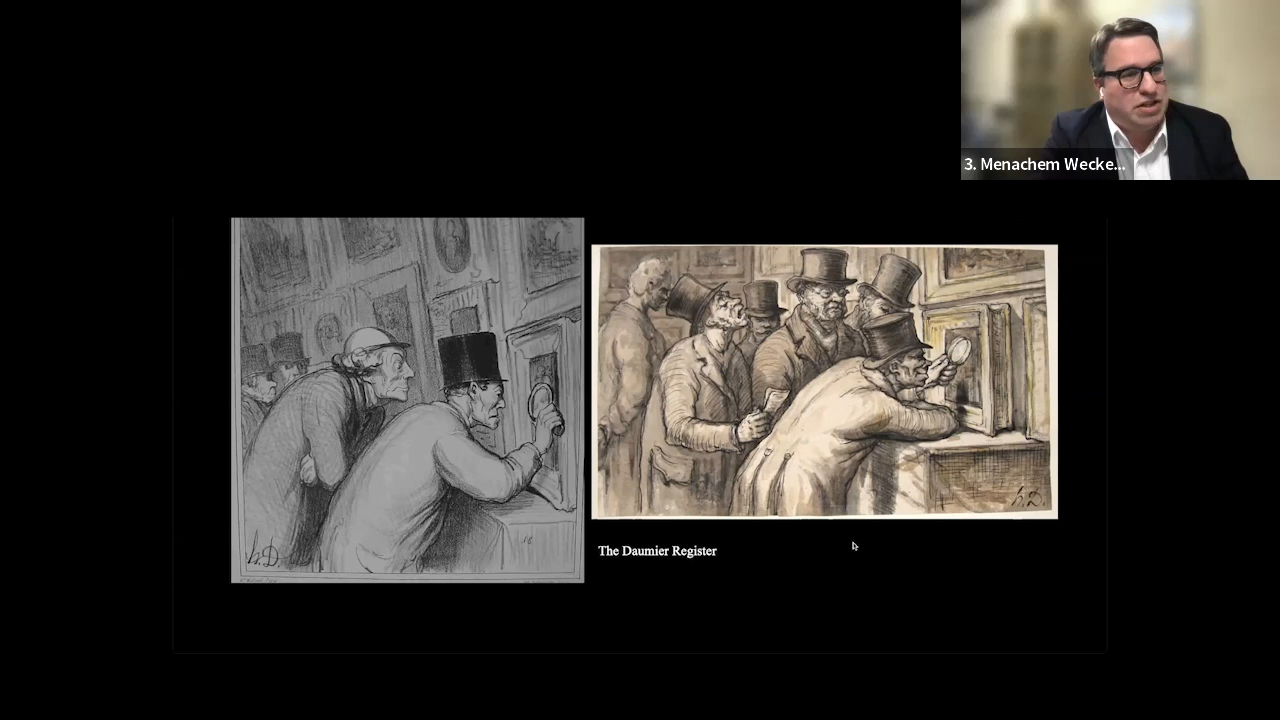 3. Menachem Wecke...
h.D.
h.D.
The Daumier Register